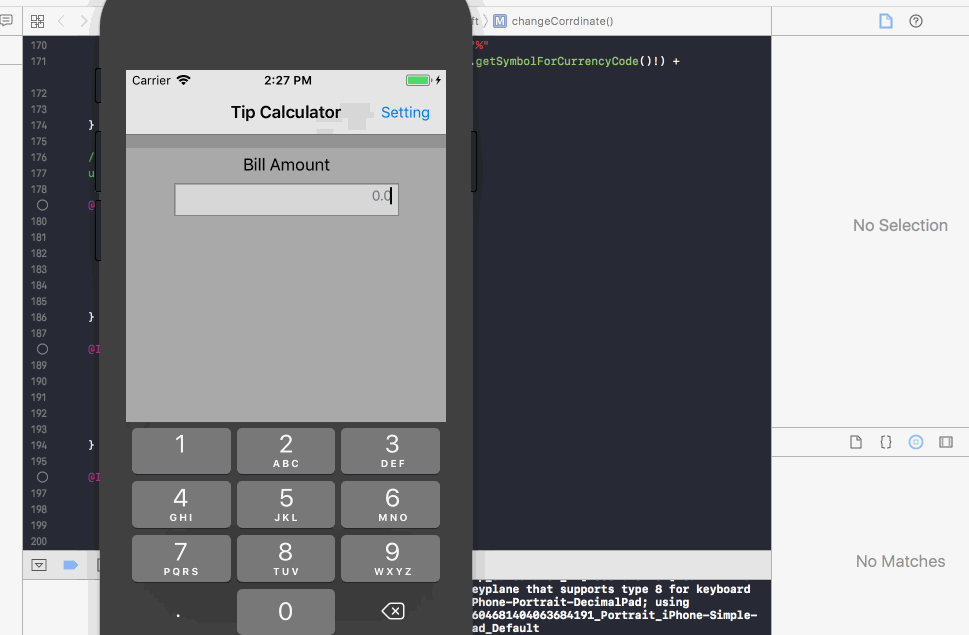 ft 〉 M changeCorrdinate()
170
"%"
171
.getSymbolForCurrencyCode()!) +
172
173
174
}
175
176
/
177
u
178
@
180
181
182
183
184
185
186
}
187
@I
189
190
191
192
193
194
}
195
@I
197
198
199
200
Carrier
2:27 PM
Tip Calculator
Setting
Bill Amount
0.0
1
2
ABC
3
DEF
4
GHI
5
JKL
6
MNO
7
PQRS
8
TUV
9
WXYZ
.
0
eyplane that supports type 8 for keyboard
Phone-Portrait-DecimalPad; using
604681404063684191_Portrait_iPhone-Simple-
ad_Default
No Selection
{}
No Matches